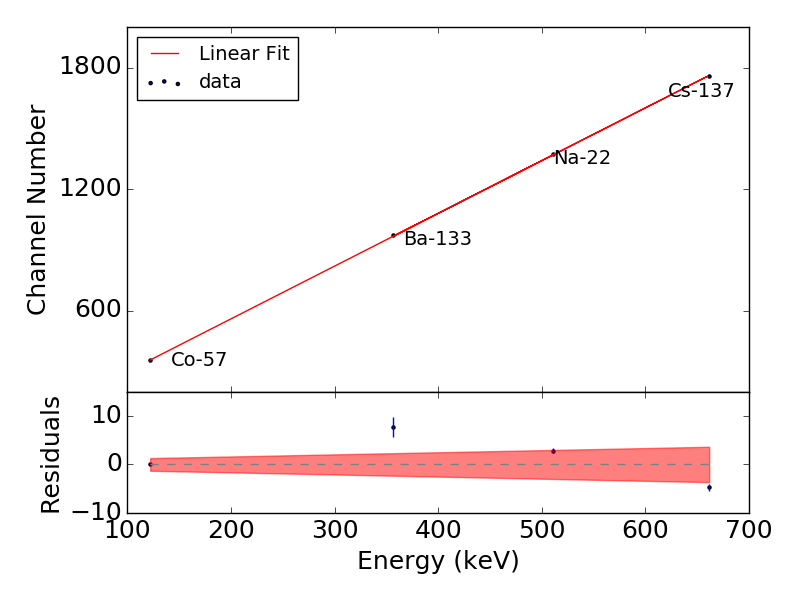 Linear Fit
data
1800
1200
600
Channel Number
Cs-137
Na-22
Ba-133
Co-57
10
0
−10
Residuals
100 200 300 400 500 600 700
Energy (keV)